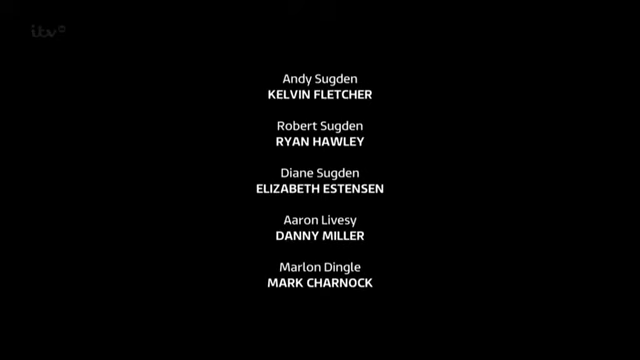 itv
Andy Sugden
KELVIN FLETCHER
Robert Sugden
RYAN HAWLEY
Diane Sugden
ELIZABETH ESTENSEN
Aaron Livesy
DANNY MILLER
Marlon Dingle
MARK CHARNOCK